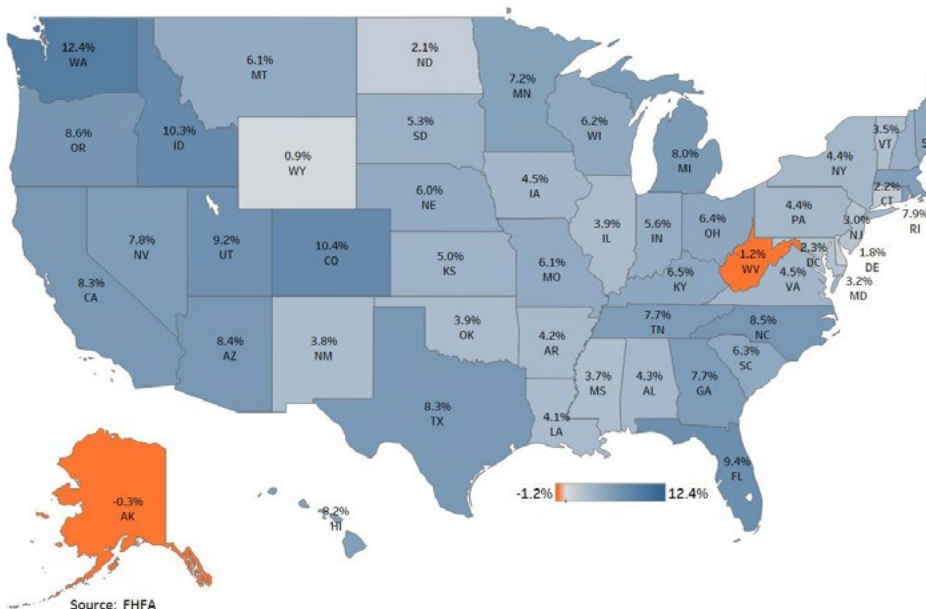 12.4%
WA
6.1%
MT
2.1%
ND
7.2%
MN
8.6%
OR
10.3%
ID
0.9%
WY
5.3%
SD
6.2%
WI
8.0%
MI
4.4%
NY
3.5%
VT
S
2.2%
CT
7.9%
RI
4.5%
IA
6.0%
NE
7.8%
NV
9.2%
UT
10.4%
CO
5.0%
KS
6.1%
MO
3.9%
IL
5.6%
IN
6.4%
OH
4.4%
PA
3.0%
NJ
-1.2%
WV
2.3%
DC
1.8%
DE
3.2%
MD
4.5%
VA
6.5%
KY
8.3%
CA
8.4%
AZ
3.8%
NM
3.9%
OK
4.2%
AR
7.7%
TN
8.5%
NC
6.3%
SC
8.3%
TX
4.1%
LA
3.7%
MS
4.3%
AL
7.7%
GA
9.4%
FL
-0.3%
AK
8.2%
HI
-1.2% 12.4%
Source: FHFA